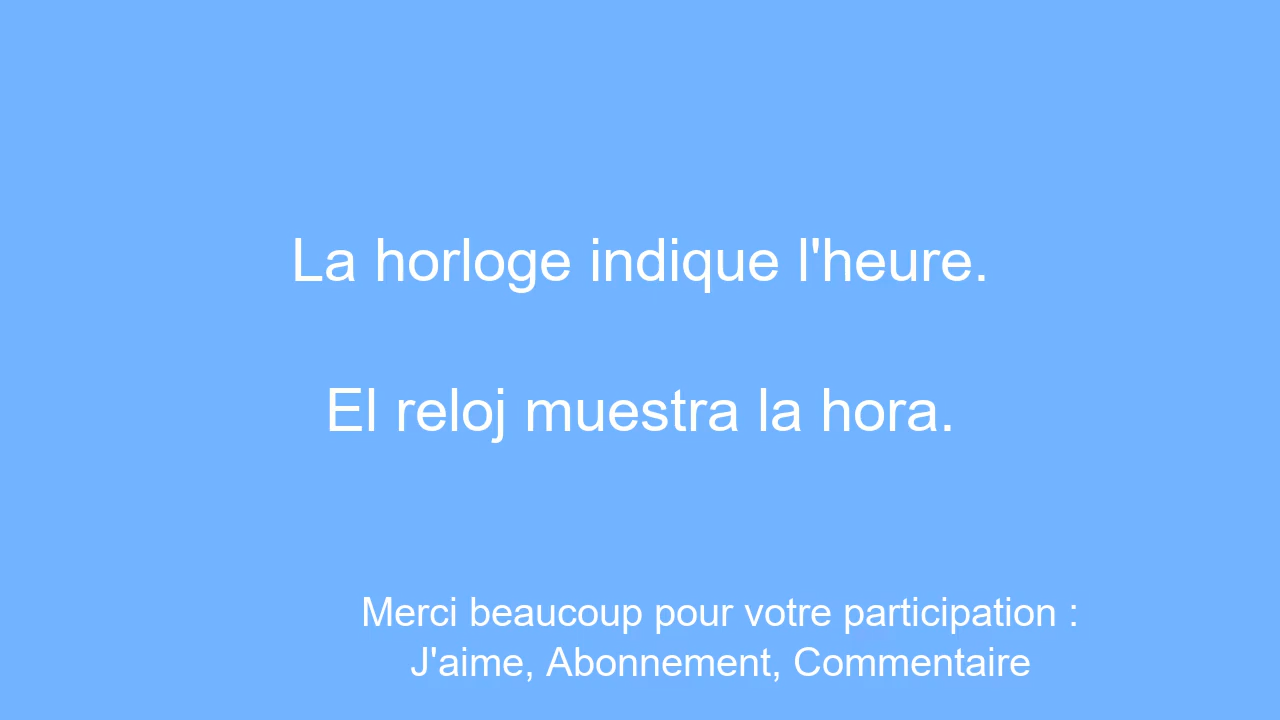 La horloge indique l'heure.
El reloj muestra la hora.
Merci beaucoup pour votre participation :
J'aime, Abonnement, Commentaire